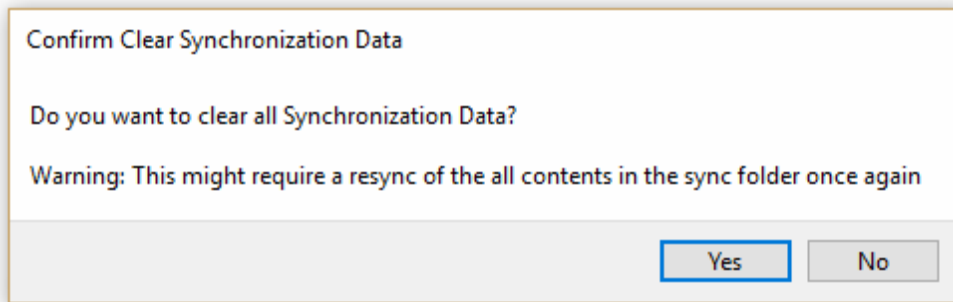 Confirm Clear Synchronization Data
Do you want to clear all Synchronization Data?
Warning: This might require a resync of the all contents in the sync folder once again
Yes
No